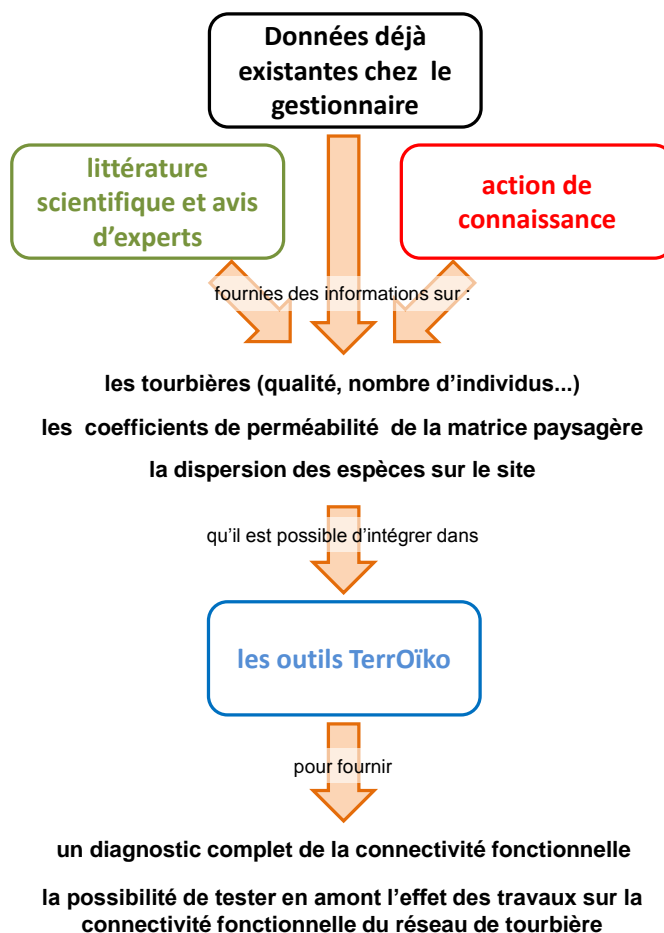 Données déjà
existantes chez le
gestionnaire
littérature
scientifique et avis
d'experts
action de
connaissance
fournies des informations sur :
les tourbières (qualité, nombre d'individus...)
les coefficients de perméabilité de la matrice paysagère
la dispersion des espèces sur le site
qu'il est possible d'intégrer dans
les outils TerrOïko
pour fournir
un diagnostic complet de la connectivité fonctionnelle
la possibilité de tester en amont l'effet des travaux sur la
connectivité fonctionnelle du réseau de tourbière